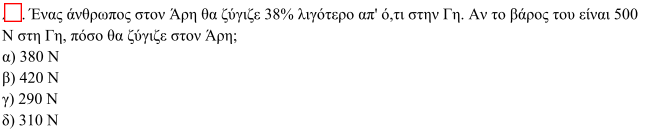 . Ένας άνθρωπος στον Άρη θα ζύγιζε 38% λιγότερο απ' ό,τι στην Γη. Αν το βάρος του είναι 500
N στη Γη, πόσο θα ζύγιζε στον Άρη;
α) 380 N
β) 420 N
γ) 290 N
δ) 310 N